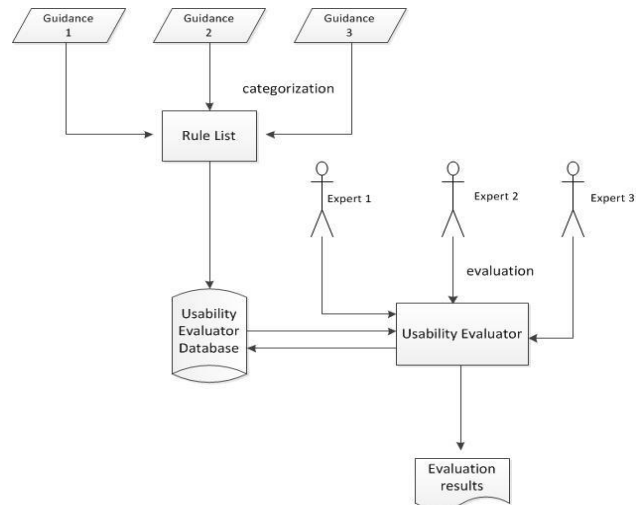 Guidance
1
Guidance
2
Guidance
3
categorization
Rule List
Expert 1
Expert 2
Expert 3
evaluation
Usability
Evaluator
Database
Usability Evaluator
Evaluation
results